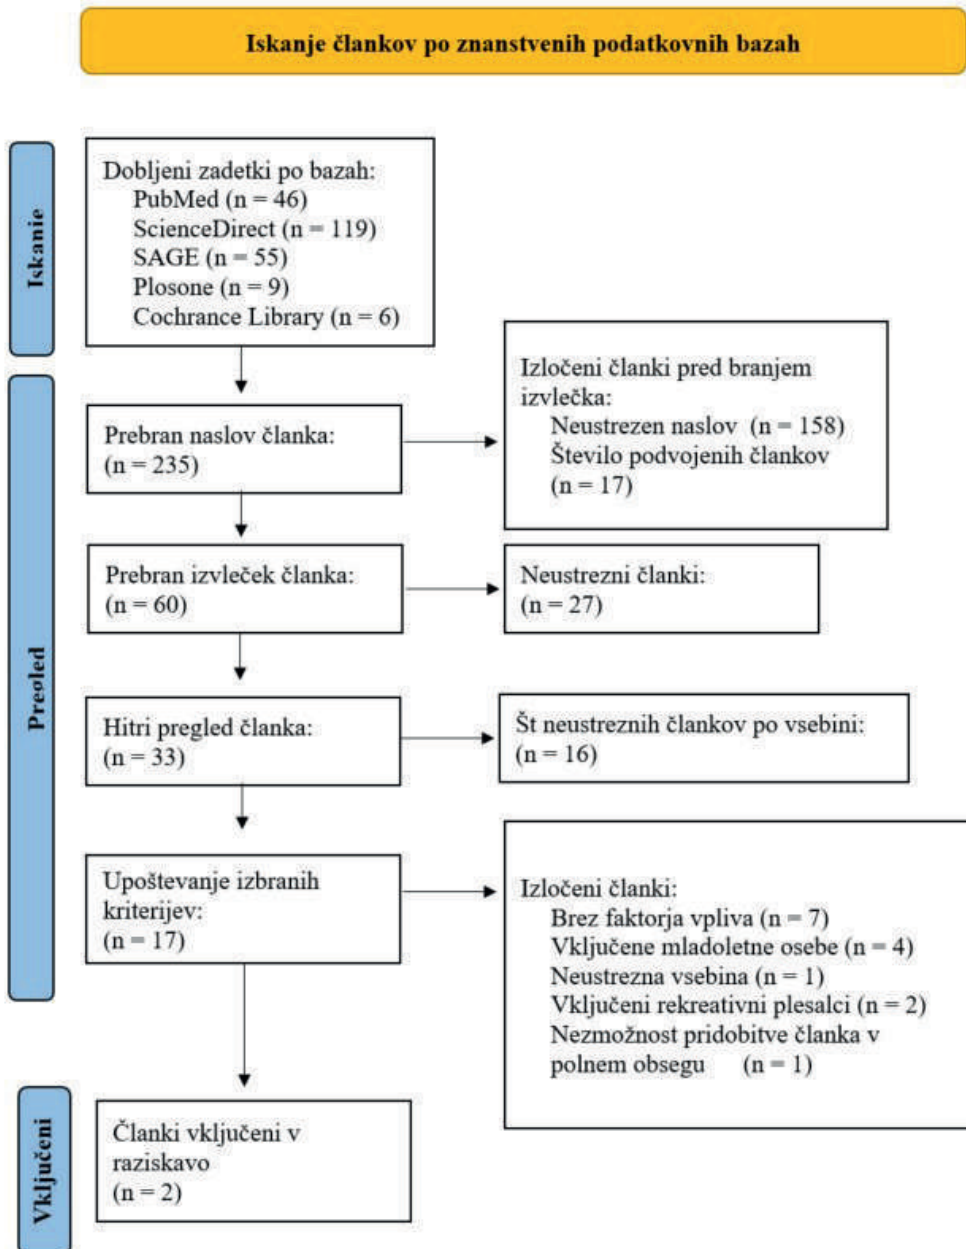 Iskanje člankov po znanstvenih podatkovnih bazah
Iskanje
Dobljeni zadetki po bazah:
PubMed (n = 46)
ScienceDirect (n = 119)
SAGE (n = 55)
Plosone (n = 9)
Cochrance Library (n = 6)
Pregled
Prebran naslov članka:
(n = 235)
Izločeni članki pred branjem
izvlečka:
Neustrezen naslov (n = 158)
Število podvojenih člankov
(n = 17)
Prebran izvleček članka:
(n = 60)
Neustrezni članki:
(n = 27)
Hitri pregled članka:
(n = 33)
Št neustreznih člankov po vsebini:
(n = 16)
Upoštevanje izbranih
kriterijev:
(n = 17)
Izločeni članki:
Brez faktorja vpliva (n = 7)
Vključene mladoletne osebe (n = 4)
Neustrezna vsebina (n = 1)
Vključeni rekreativni plesalci (n = 2)
Nezmožnost pridobitve članka v
polnem obsegu (n = 1)
Vključeni
Članki vključeni v
raziskavo
(n = 2)